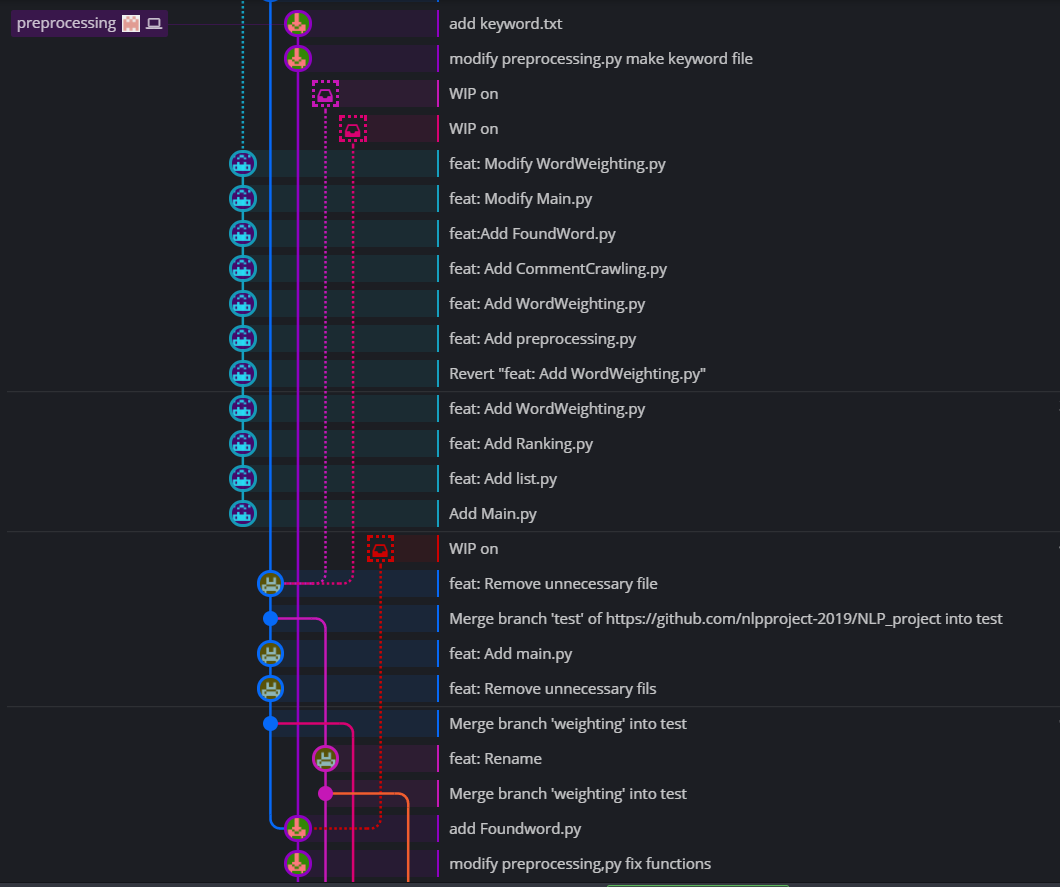 preprocessing
add keyword.txt
modify preprocessing.py make keyword file
WIP on
WIP on
feat: Modify WordWeighting.py
feat: Modify Main.py
feat:Add FoundWord.py
feat: Add CommentCrawling.py
feat: Add WordWeighting.py
feat: Add preprocessing.py
Revert "feat: Add WordWeighting.py"
feat: Add WordWeighting.py
feat: Add Ranking.py
feat: Add list.py
Add Main.py
WIP on
feat: Remove unnecessary file
Merge branch 'test' of https://github.com/nlpproject-2019/NLP_project into test
feat: Add main.py
feat: Remove unnecessary fils
Merge branch 'weighting' into test
feat: Rename
Merge branch 'weighting' into test
add Foundword.py
modify preprocessing,py fix functions